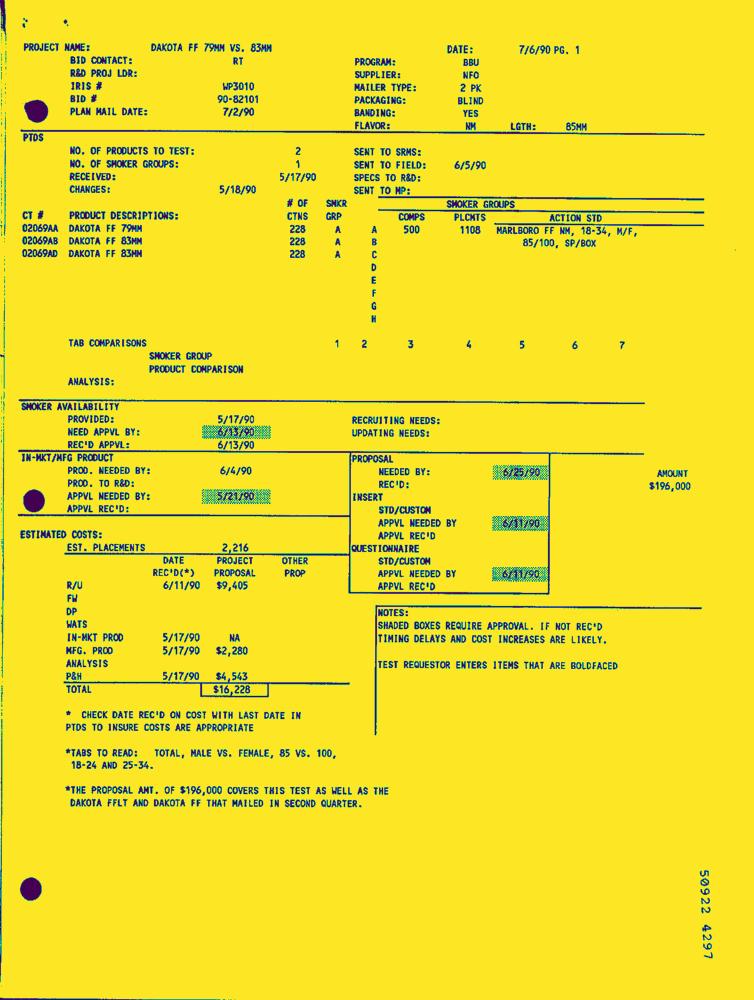 PROJECT NAME: DAKOTA FF 79MM VS. 83MM DATE: 7/6/90 PG. 1
BID CONTACT: RT PROGRAM: BBU
R&D PROJ LDR: SUPPLIER: NFO
IRIS # WP3010 MAILER TYPE: 2 PK
BID # 90-82101 PACKAGING: BLIND
PLAN MAIL DATE: 7/2/90 BANDING: YES
FLAVOR: NM LGTH: 85MM
PTDS
NO. OF PRODUCTS TO TEST: 2 SENT TO SRMS:
NO. OF SMOKER GROUPS: 1 SENT TO FIELD: 6/5/90
RECEIVED: 5/17/90 SPECS TO R&D:
CHANGES: 5/18/90 SENT TO MP:
# OF SMKR SMOKER GROUPS
CT # PRODUCT DESCRIPTIONS: CTNS GRP COMPS PLCMTS ACTION STD
02069AA DAKOTA FF 79MM 228 A A 500 1108 MARLBORO FF NM, 18-34, M/F,
02069AB DAKOTA FF 83MM 228 A B 85/100, SP/BOX
02069AD DAKOTA FF 83MM 228 A C
D
E
F
G
H
TAB COMPARISONS 1 2 3 4 5 6 7
SMOKER GROUP
PRODUCT COMPARISON
ANALYSIS:
SMOKER AVAILABILITY
PROVIDED: 5/17/90 RECRUITING NEEDS:
NEED APPVL BY: 6/13/90 UPDATING NEEDS:
REC'D APPVL: 6/13/90
IN-MKT/MFG PRODUCT PROPOSAL
PROD. NEEDED BY: 6/4/90 NEEDED BY: 6/25/90 AMOUNT
PROD. TO R&D: REC'D: $196,000
APPVL NEEDED BY: 5/21/90 INSERT
APPVL REC'D: STD/CUSTOM
APPVL NEEDED BY 6/11/90
ESTIMATED COSTS: APPVL REC'D
EST. PLACEMENTS 2,216 QUESTIONNAIRE
DATE PROJECT OTHER STD/CUSTOM
REC'D(*) PROPOSAL PROP APPVL NEEDED BY 6/11/90
R/U 6/11/90 $9,405 APPVL REC'D
FW
DP NOTES:
WATS SHADED BOXES REQUIRE APPROVAL. IF NOT REC'D
IN-MKT PROD 5/17/90 NA TIMING DELAYS AND COST INCREASES ARE LIKELY.
MFG. PROD 5/17/90 $2,280
ANALYSIS TEST REQUESTOR ENTERS ITEMS THAT ARE BOLDFACED
P&H 5/17/90 $4,543
TOTAL $16,228
* CHECK DATE REC'D ON COST WITH LAST DATE IN
PTDS TO INSURE COSTS ARE APPROPRIATE
*TABS TO READ: TOTAL, MALE VS. FEMALE, 85 VS. 100,
18-24 AND 25-34.
*THE PROPOSAL AMT. OF $196,000 COVERS THIS TEST AS WELL AS THE
DAKOTA FFLT AND DAKOTA FF THAT MAILED IN SECOND QUARTER.
50922 4297